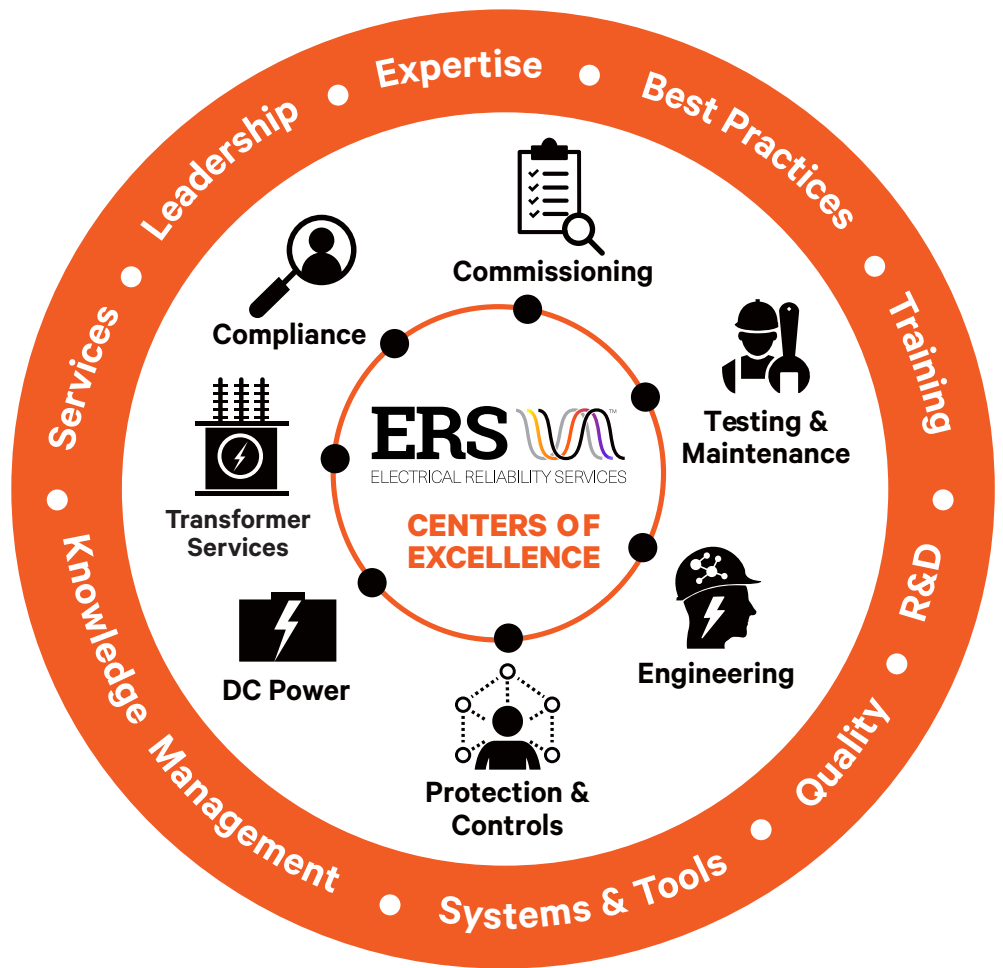 Expertise
Best Practices
Training
R&D
Quality
Systems & Tools
Knowledge Management
Services
Leadership
Commissioning
Testing &
Maintenance
Engineering
Protection &
Controls
DC Power
Transformer
Services
Compliance
ERS ™
ELECTRICAL RELIABILITY SERVICES
CENTERS OF
EXCELLENCE